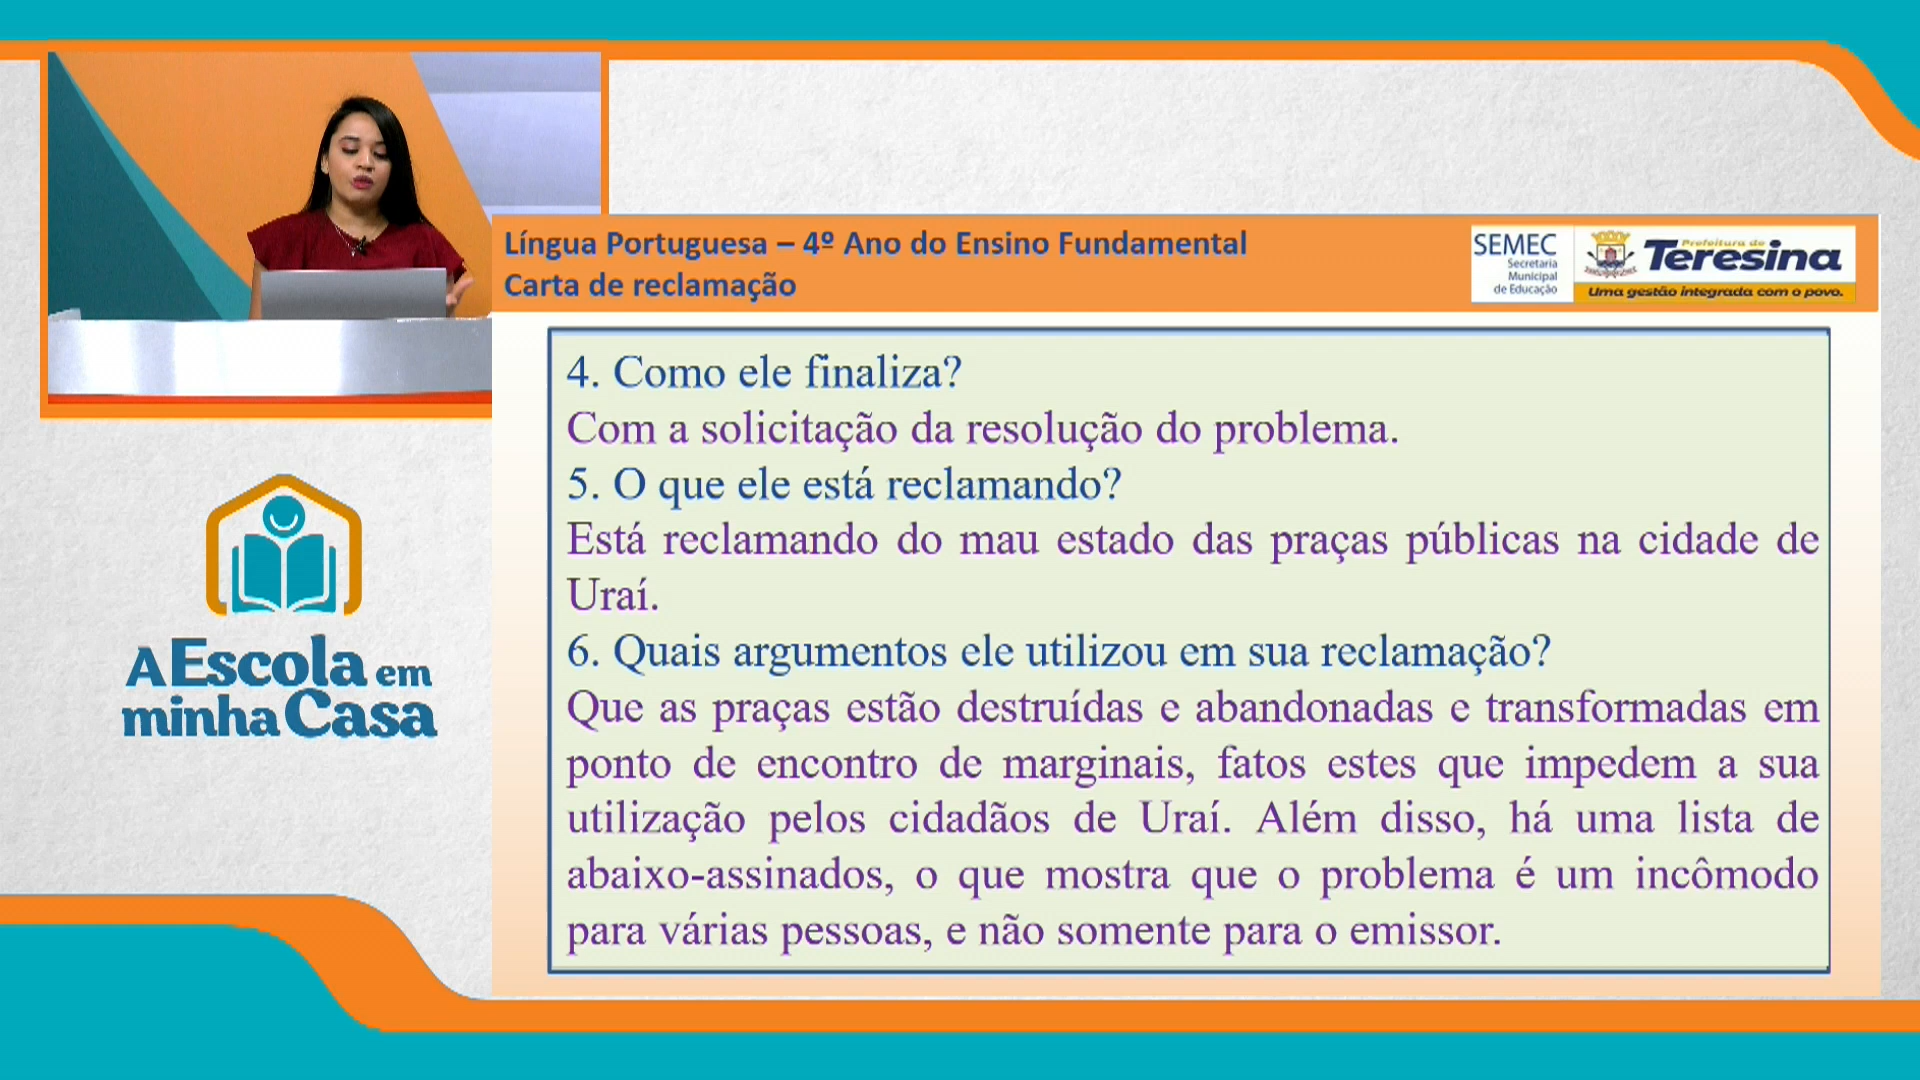 Língua Portuguesa – 4º Ano do Ensino Fundamental
Carta de reclamação
SEMEC
Secretaria
Municipal
de Educação
Prefeitura de
Teresina
Uma gestão integrada com o povo.
4. Como ele finaliza?
Com a solicitação da resolução do problema.
5. O que ele está reclamando?
Está reclamando do mau estado das praças públicas na cidade de
Uraí.
6. Quais argumentos ele utilizou em sua reclamação?
Que as praças estão destruídas e abandonadas e transformadas em
ponto de encontro de marginais, fatos estes que impedem a sua
utilização pelos cidadãos de Uraí. Além disso, há uma lista de
abaixo-assinados, o que mostra que o problema é um incômodo
para várias pessoas, e não somente para o emissor.
A Escola em
minha Casa